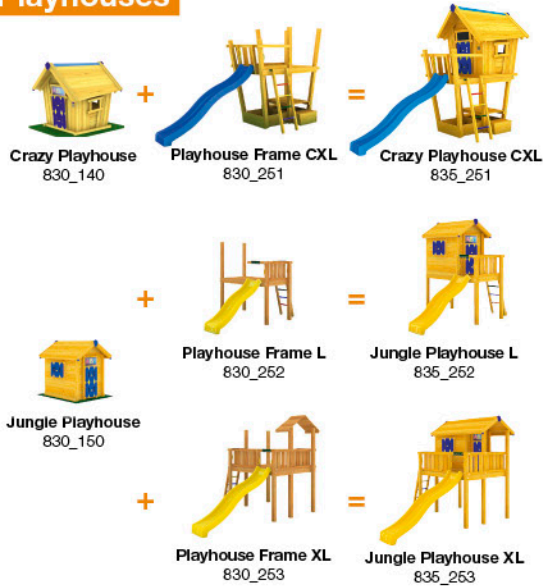 Playhouses
+
=
Crazy Playhouse
830_140
Playhouse Frame CXL
830_251
Crazy Playhouse CXL
835_251
+
=
Playhouse Frame L
830_252
Jungle Playhouse L
835_252
Jungle Playhouse
830_150
+
=
Playhouse Frame XL
830_253
Jungle Playhouse XL
835_253